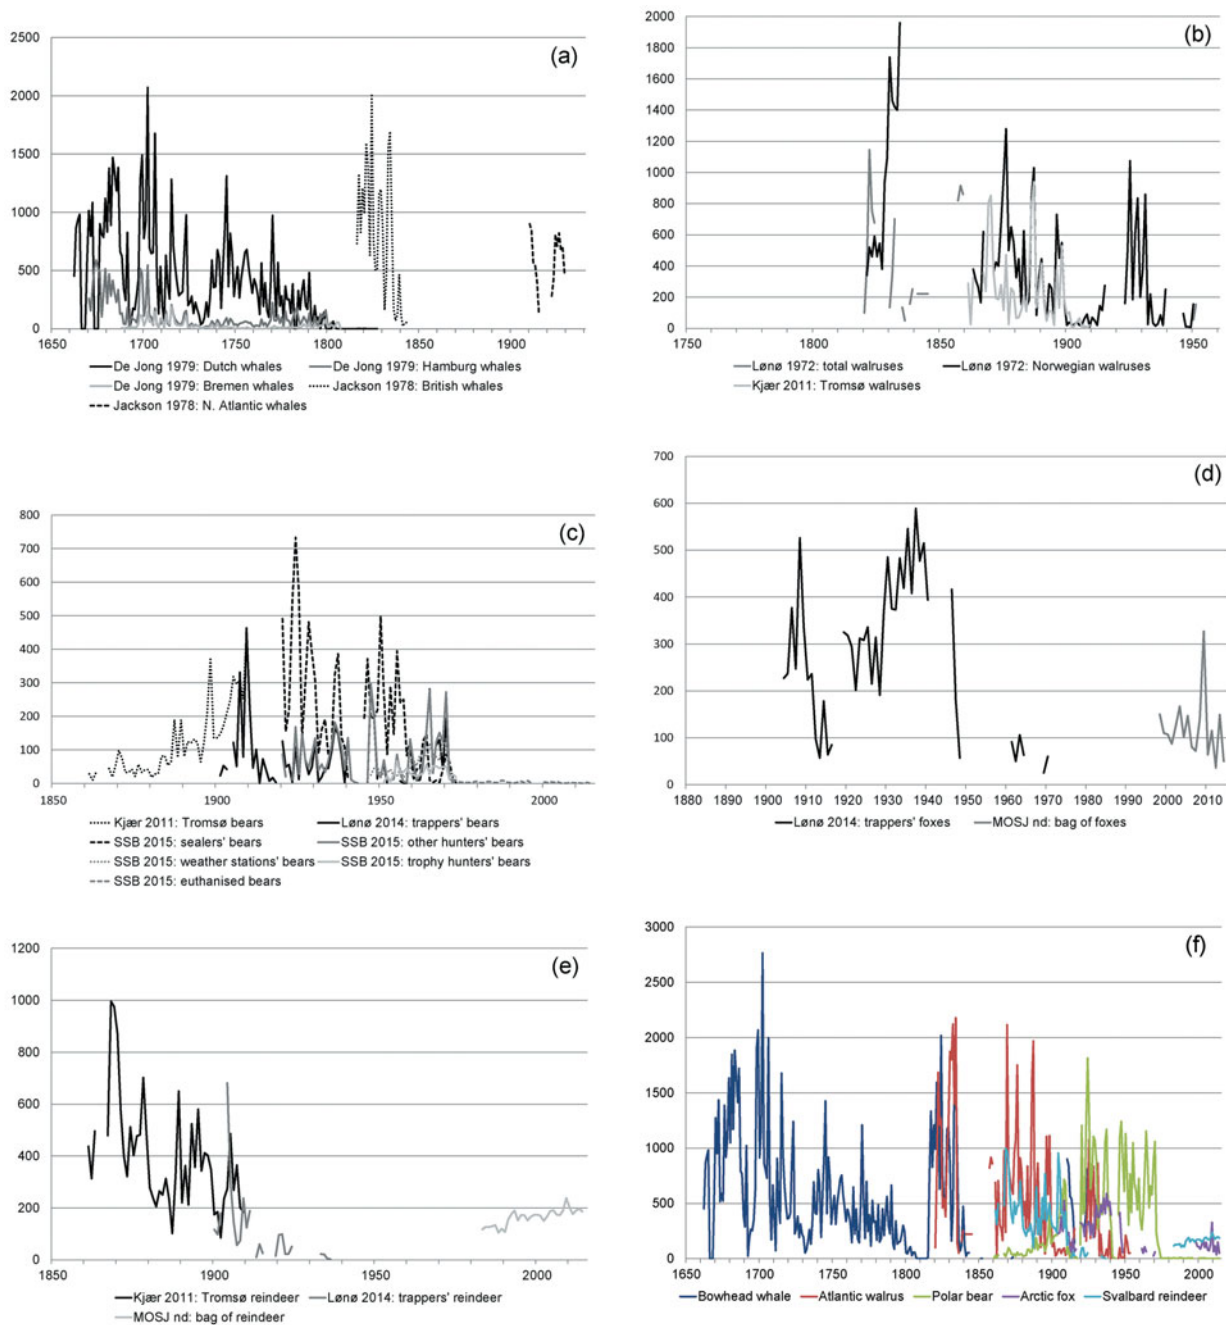 (a)
2500
2000
1500
1000
500
0
1650 1700 1750 1800 1850 1900
De Jong 1979: Dutch whales De Jong 1979: Hamburg whales
De Jong 1979: Bremen whales Jackson 1978: British whales
Jackson 1978: N. Atlantic whales
(b)
2000
1800
1600
1400
1200
1000
800
600
400
200
0
1750 1800 1850 1900 1950
Lønø 1972: total walruses Lønø 1972: Norwegian walruses
Kjær 2011: Tromsø walruses
(c)
800
700
600
500
400
300
200
100
0
1850 1900 1950 2000
Kjær 2011: Tromsø bears Lønø 2014: trappers' bears
SSB 2015: sealers' bears SSB 2015: other hunters' bears
SSB 2015: weather stations' bears SSB 2015: trophy hunters' bears
SSB 2015: euthanised bears
(d)
700
600
500
400
300
200
100
0
1880 1890 1900 1910 1920 1930 1940 1950 1960 1970 1980 1990 2000 2010
Lønø 2014: trappers' foxes MOSJ nd: bag of foxes
(e)
1200
1000
800
600
400
200
0
1850 1900 1950 2000
Kjær 2011: Tromsø reindeer Lønø 2014: trappers' reindeer
MOSJ nd: bag of reindeer
(f)
3000
2500
2000
1500
1000
500
0
1650 1700 1750 1800 1850 1900 1950 2000
Bowhead whale Atlantic walrus Polar bear Arctic fox Svalbard reindeer